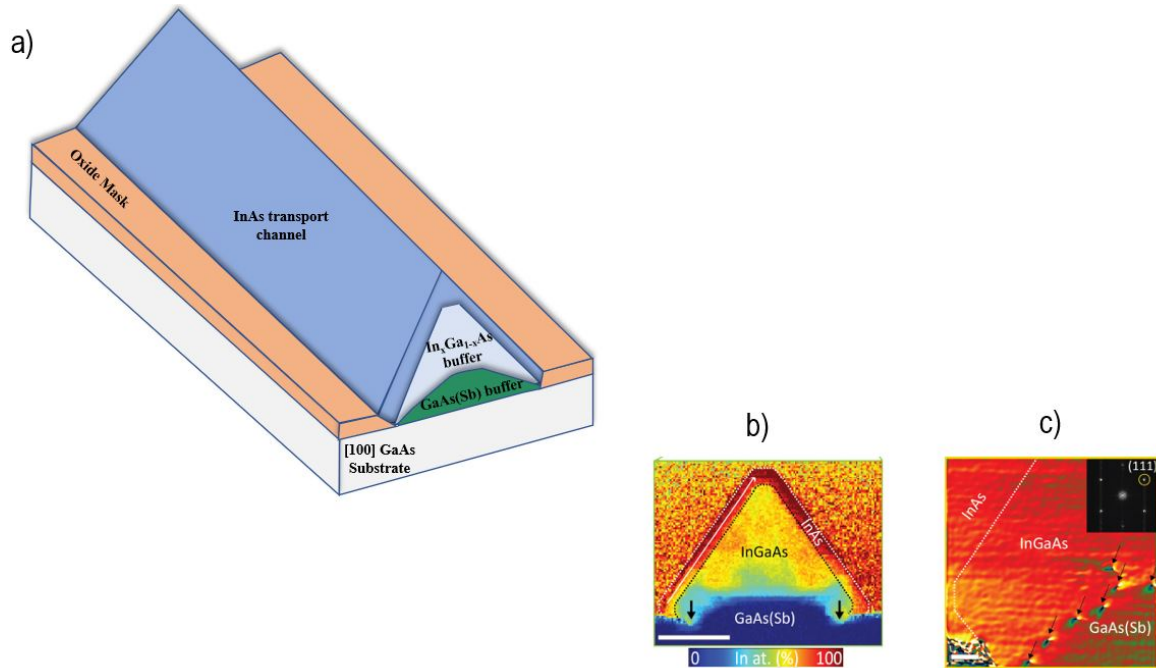 a)
Oxide Mask
InAs transport
channel
InₓGa₁₋ₓAs
buffer
GaAs(Sb) buffer
[100] GaAs
Substrate
b)
InAs
InGaAs
GaAs(Sb)
0 In at. (%) 100
c)
(111)
InAs
InGaAs
GaAs(Sb)